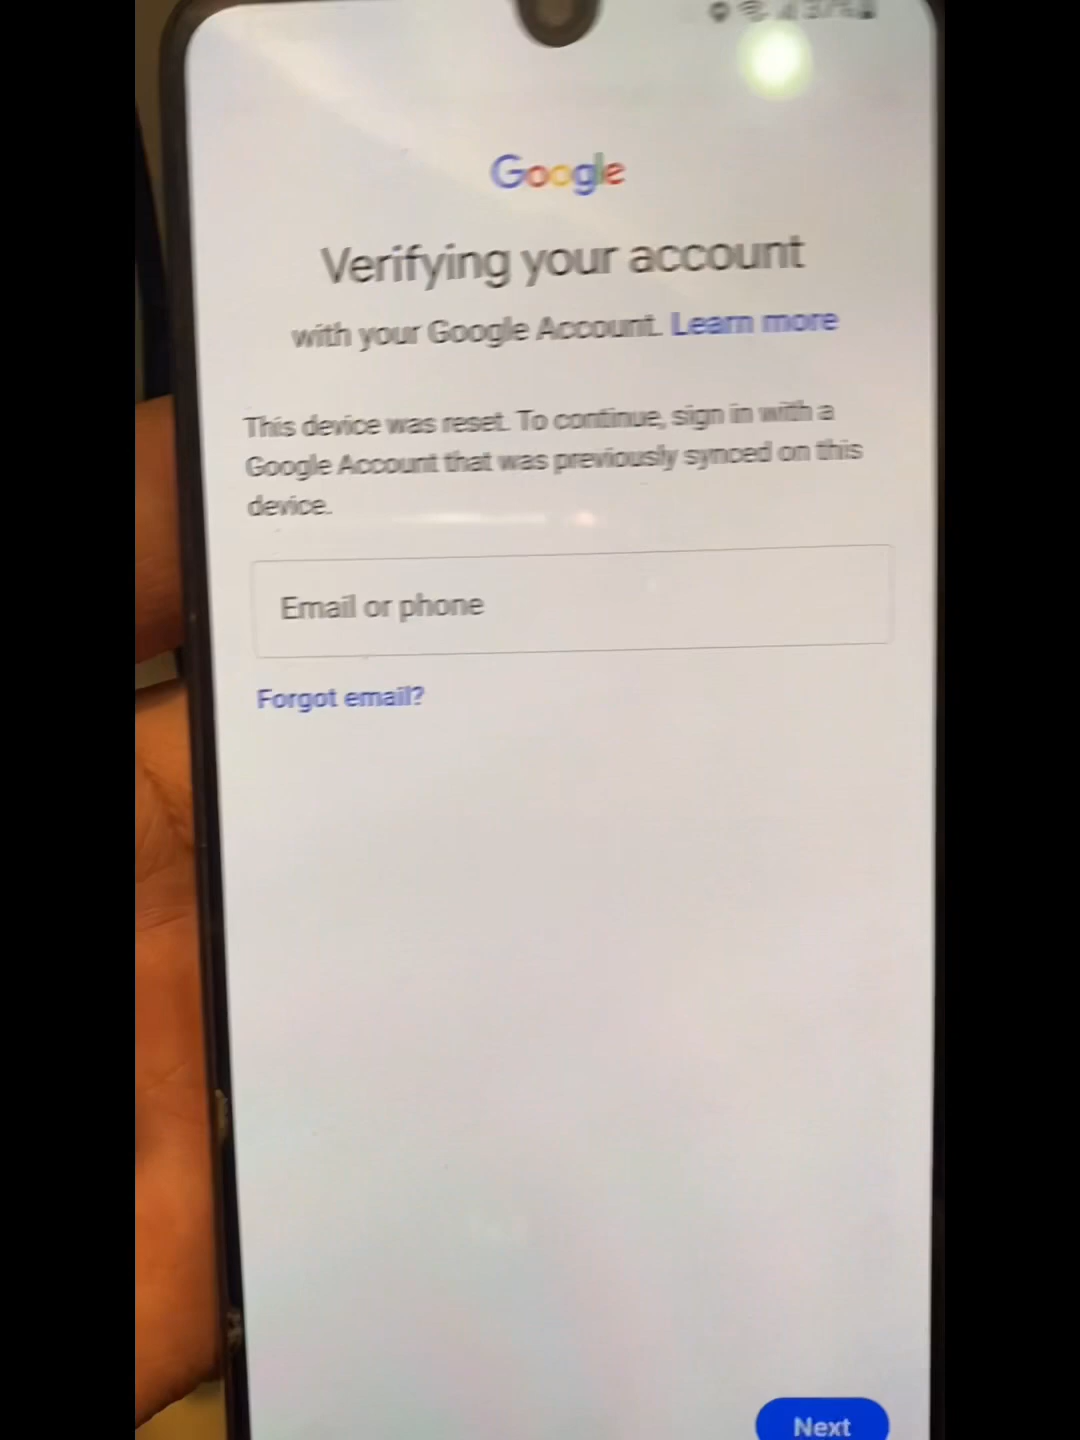 Google
Verifying your account
with your Google Account. Learn more
This device was reset. To continue, sign in with a
Google Account that was previously synced on this
device.
Email or phone
Forgot email?
Next